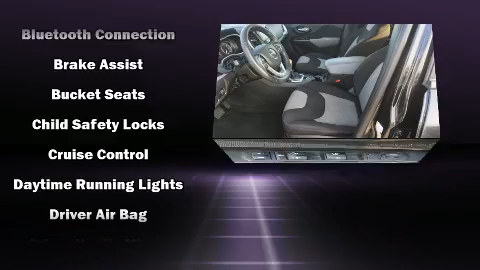 Bluetooth Connection
Brake Assist
Bucket Seats
Child Safety Locks
Cruise Control
Daytime Running Lights
Driver Air Bag